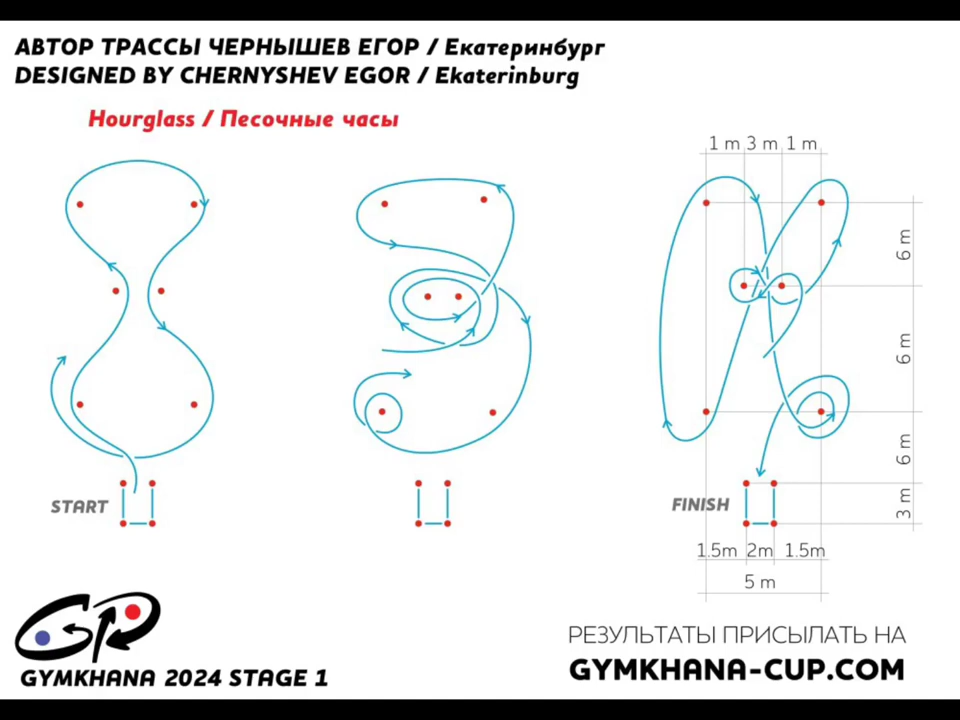 АВТОР ТРАССЫ ЧЕРНЫШЕВ ЕГОР / Екатеринбург
DESIGNED BY CHERNYSHEV EGOR / Ekaterinburg
Hourglass / Песочные часы
1 m 3 m 1 m
6 m
6 m
6 m
3 m
START
FINISH
1.5m 2m 1.5m
5 m
GP
GYMKHANA 2024 STAGE 1
РЕЗУЛЬТАТЫ ПРИСЫЛАТЬ НА
GYMKHANA-CUP.COM